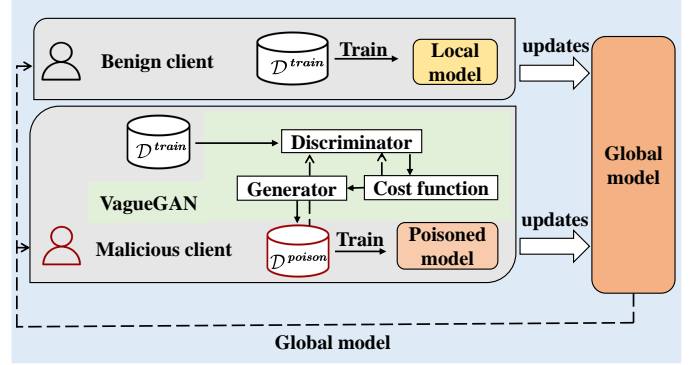 Benign client
𝒟^train
Train
Local
model
updates
Global
model
𝒟^train
Discriminator
Generator
Cost function
VagueGAN
Malicious client
𝒟^poison
Train
Poisoned
model
updates
Global model